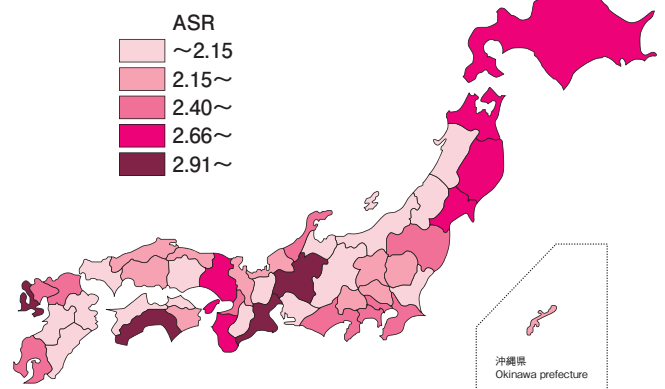 ASR
～2.15
2.15～
2.40～
2.66～
2.91～
沖縄県
Okinawa prefecture